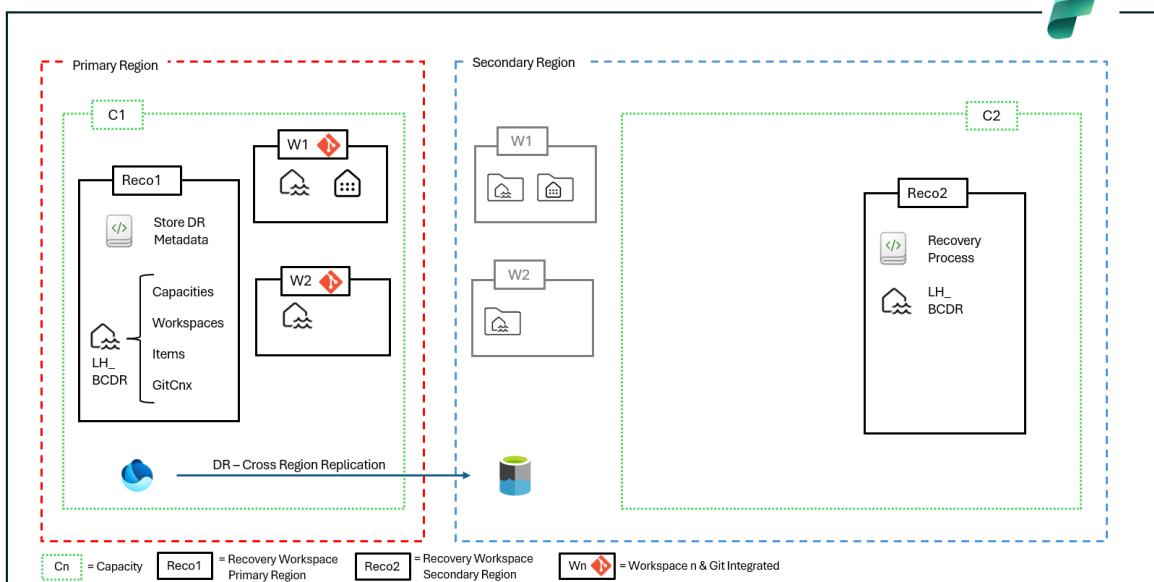 Primary Region
C1
Reco1
Store DR
Metadata
Capacities
Workspaces
Items
GitCnx
LH_
BCDR
W1
W2
DR – Cross Region Replication
Secondary Region
W1
W2
C2
Reco2
Recovery
Process
LH_
BCDR
Cn
= Capacity
Reco1
= Recovery Workspace
Primary Region
Reco2
= Recovery Workspace
Secondary Region
Wn
= Workspace n & Git Integrated